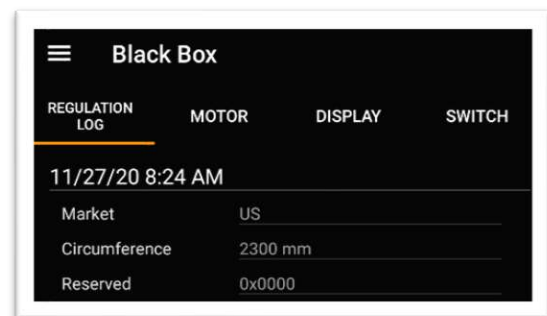 Black Box
REGULATION
LOG
MOTOR
DISPLAY
SWITCH
11/27/20 8:24 AM
Market US
Circumference 2300 mm
Reserved 0x0000